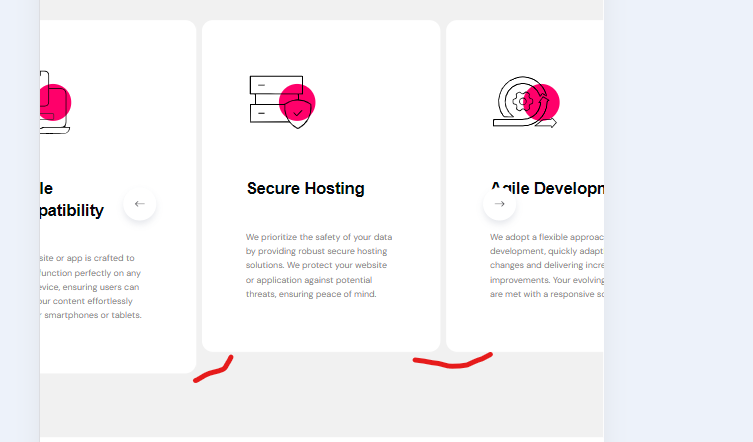 le
patibility
site or app is crafted to
function perfectly on any
evice, ensuring users can
our content effortlessly
smartphones or tablets.
Secure Hosting
We prioritize the safety of your data
by providing robust secure hosting
solutions. We protect your website
or application against potential
threats, ensuring peace of mind.
Agile Developm
We adopt a flexible approac
development, quickly adapt
changes and delivering incre
improvements. Your evolving
are met with a responsive so